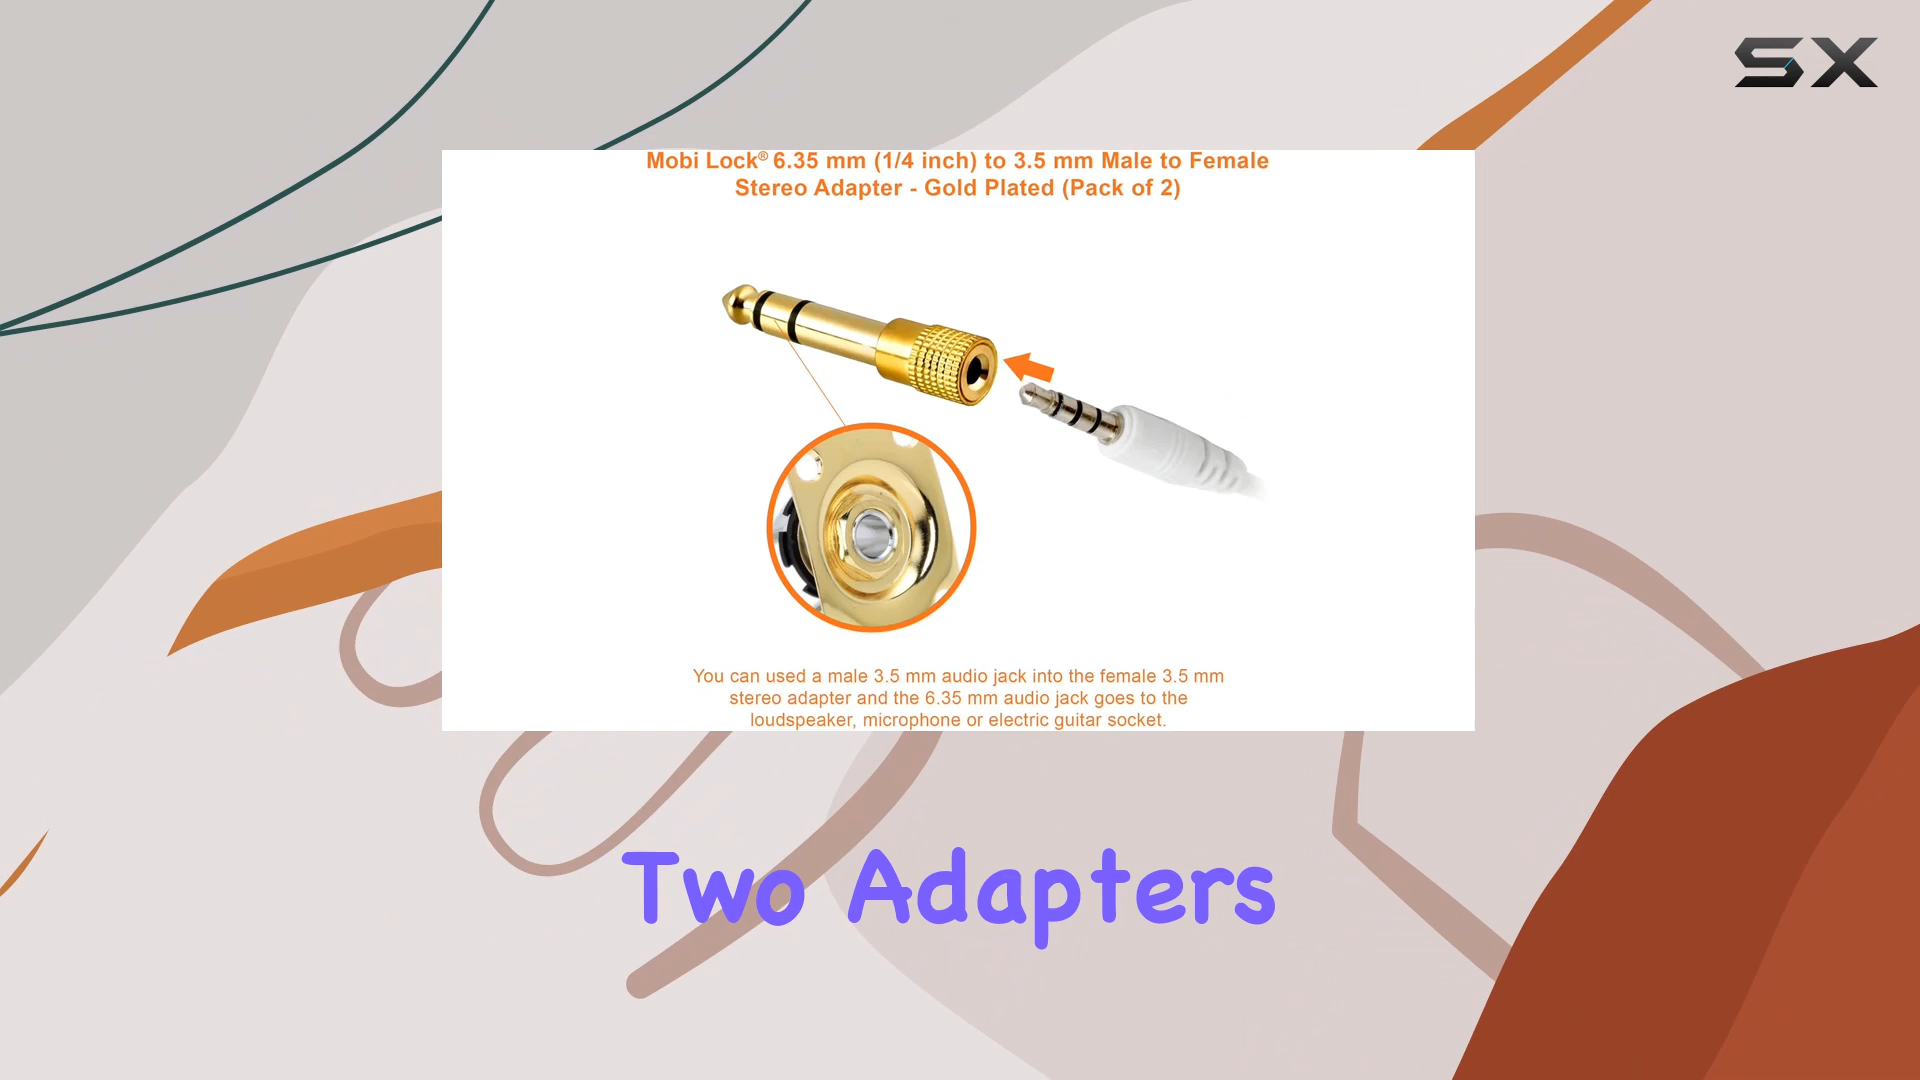 SX
Mobi Lock® 6.35 mm (1/4 inch) to 3.5 mm Male to Female
Stereo Adapter - Gold Plated (Pack of 2)
You can used a male 3.5 mm audio jack into the female 3.5 mm
stereo adapter and the 6.35 mm audio jack goes to the
loudspeaker, microphone or electric guitar socket.
Two Adapters